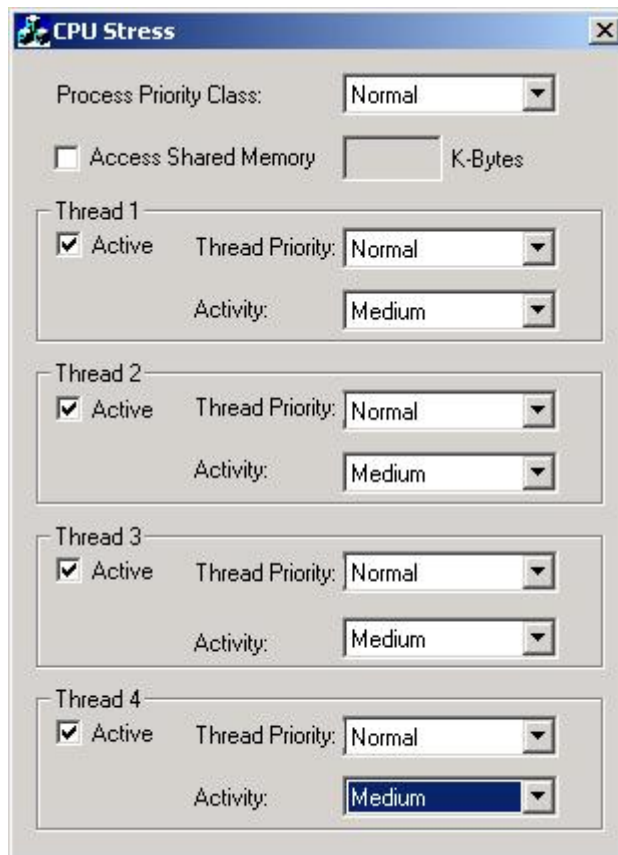 CPU Stress
Process Priority Class: Normal
Access Shared Memory K-Bytes
Thread 1
Active Thread Priority: Normal
Activity: Medium
Thread 2
Active Thread Priority: Normal
Activity: Medium
Thread 3
Active Thread Priority: Normal
Activity: Medium
Thread 4
Active Thread Priority: Normal
Activity: Medium